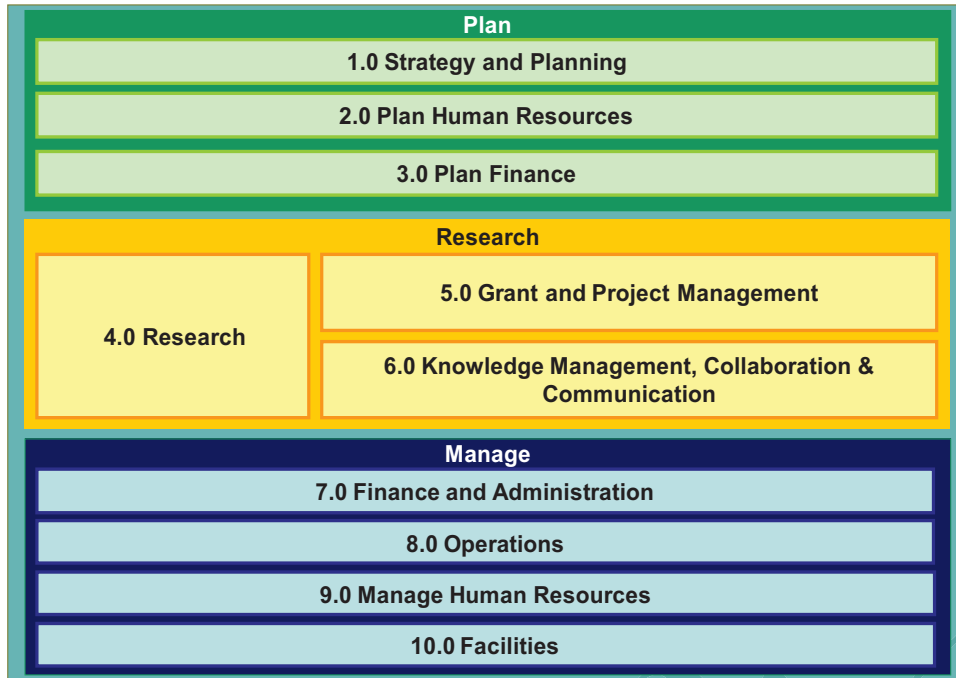 Plan
1.0 Strategy and Planning
2.0 Plan Human Resources
3.0 Plan Finance
Research
4.0 Research
5.0 Grant and Project Management
6.0 Knowledge Management, Collaboration &
Communication
Manage
7.0 Finance and Administration
8.0 Operations
9.0 Manage Human Resources
10.0 Facilities